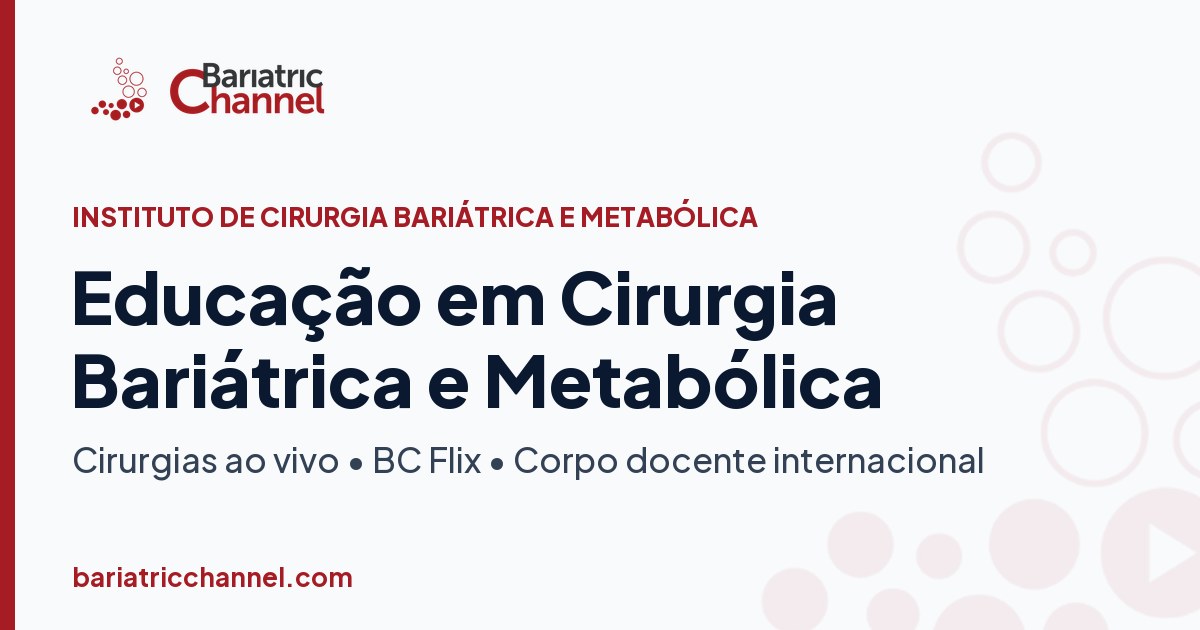 Bariatric
Channel
INSTITUTO DE CIRURGIA BARIÁTRICA E METABÓLICA
Educação em Cirurgia
Bariátrica e Metabólica
Cirurgias ao vivo • BC Flix • Corpo docente internacional
bariatricchannel.com